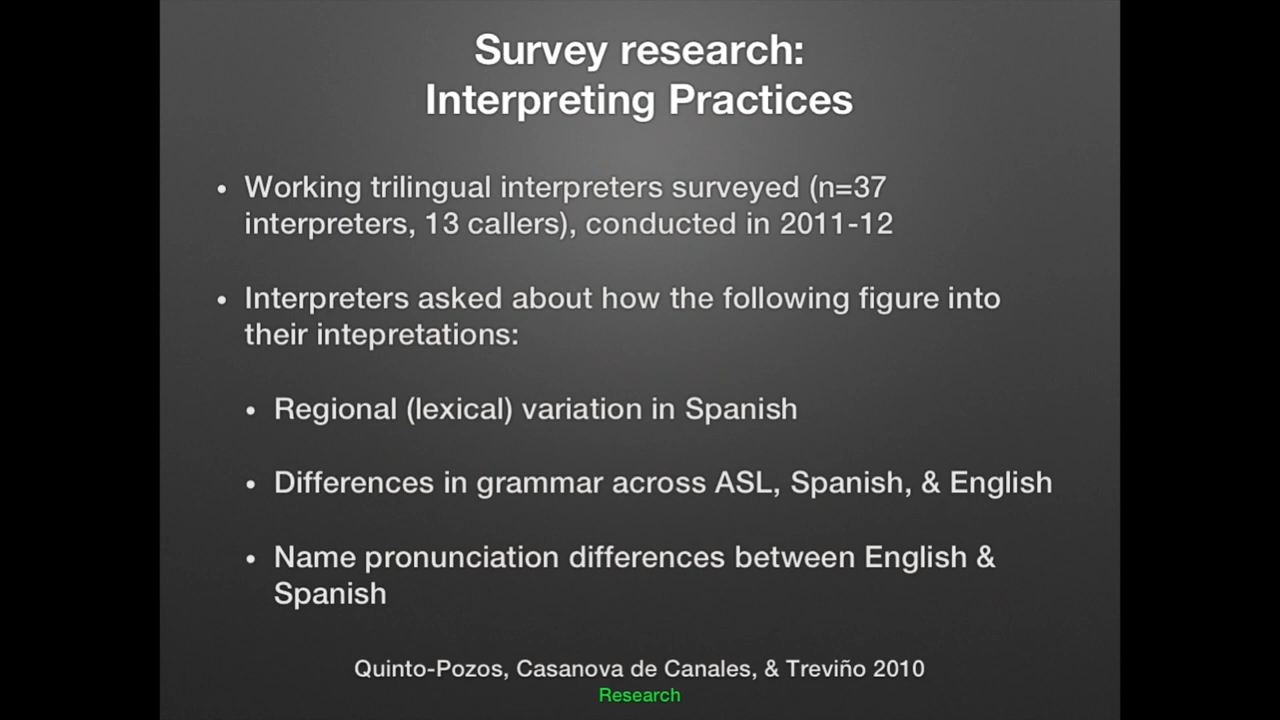 Survey research:
Interpreting Practices
• Working trilingual interpreters surveyed (n=37
interpreters, 13 callers), conducted in 2011-12
• Interpreters asked about how the following figure into
their intepretations:
• Regional (lexical) variation in Spanish
• Differences in grammar across ASL, Spanish, & English
• Name pronunciation differences between English &
Spanish
Quinto-Pozos, Casanova de Canales, & Treviño 2010
Research